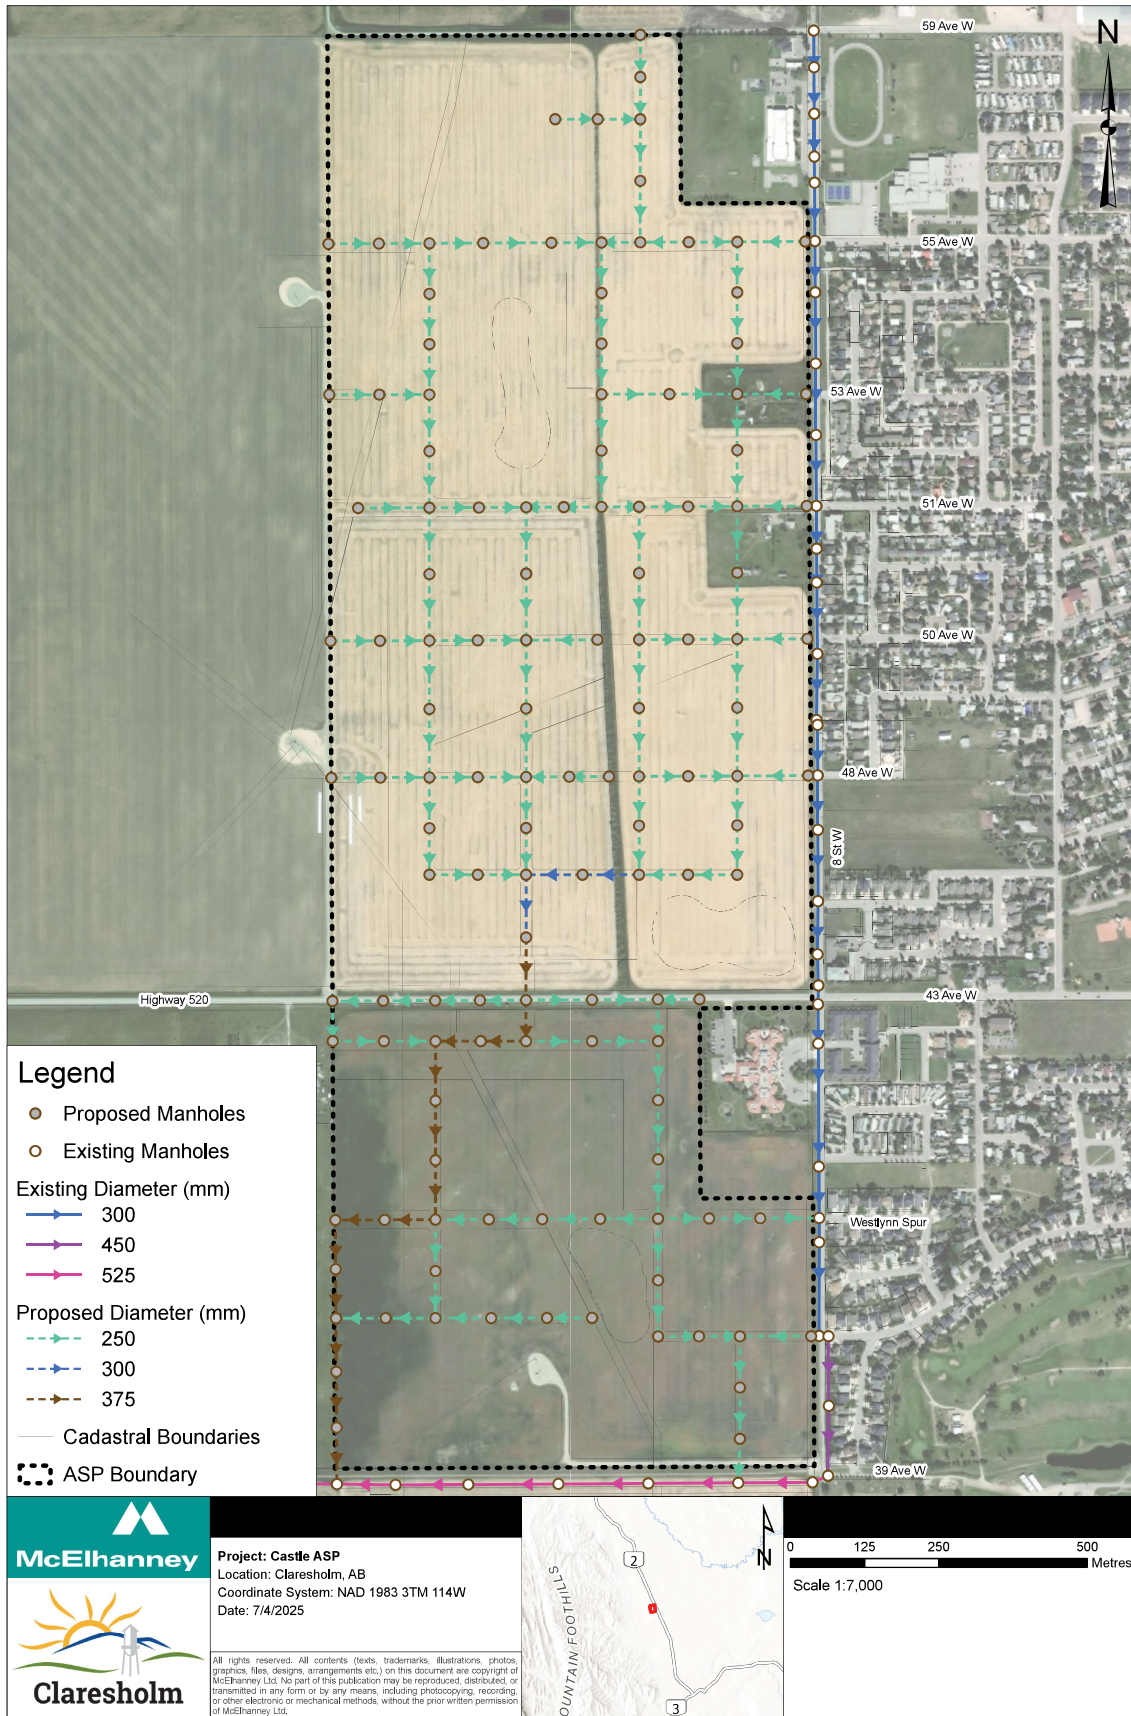 59 Ave W
N
55 Ave W
53 Ave W
51 Ave W
50 Ave W
48 Ave W
8 St W
Highway 520
43 Ave W
Westlynn Spur
39 Ave W
Legend
Proposed Manholes
Existing Manholes
Existing Diameter (mm)
300
450
525
Proposed Diameter (mm)
250
300
375
Cadastral Boundaries
ASP Boundary
McElhanney
Claresholm
Project: Castle ASP
Location: Claresholm, AB
Coordinate System: NAD 1983 3TM 114W
Date: 7/4/2025
All rights reserved. All contents (texts, trademarks, illustrations, photos,
graphics, files, designs, arrangements etc.) on this document are copyright of
McElhanney Ltd. No part of this publication may be reproduced, distributed, or
transmitted in any form or by any means, including photocopying, recording,
or other electronic or mechanical methods, without the prior written permission
of McElhanney Ltd.
2
3
OUNTAIN FOOTHILLS
N
0 125 250 500
Metres
Scale 1:7,000